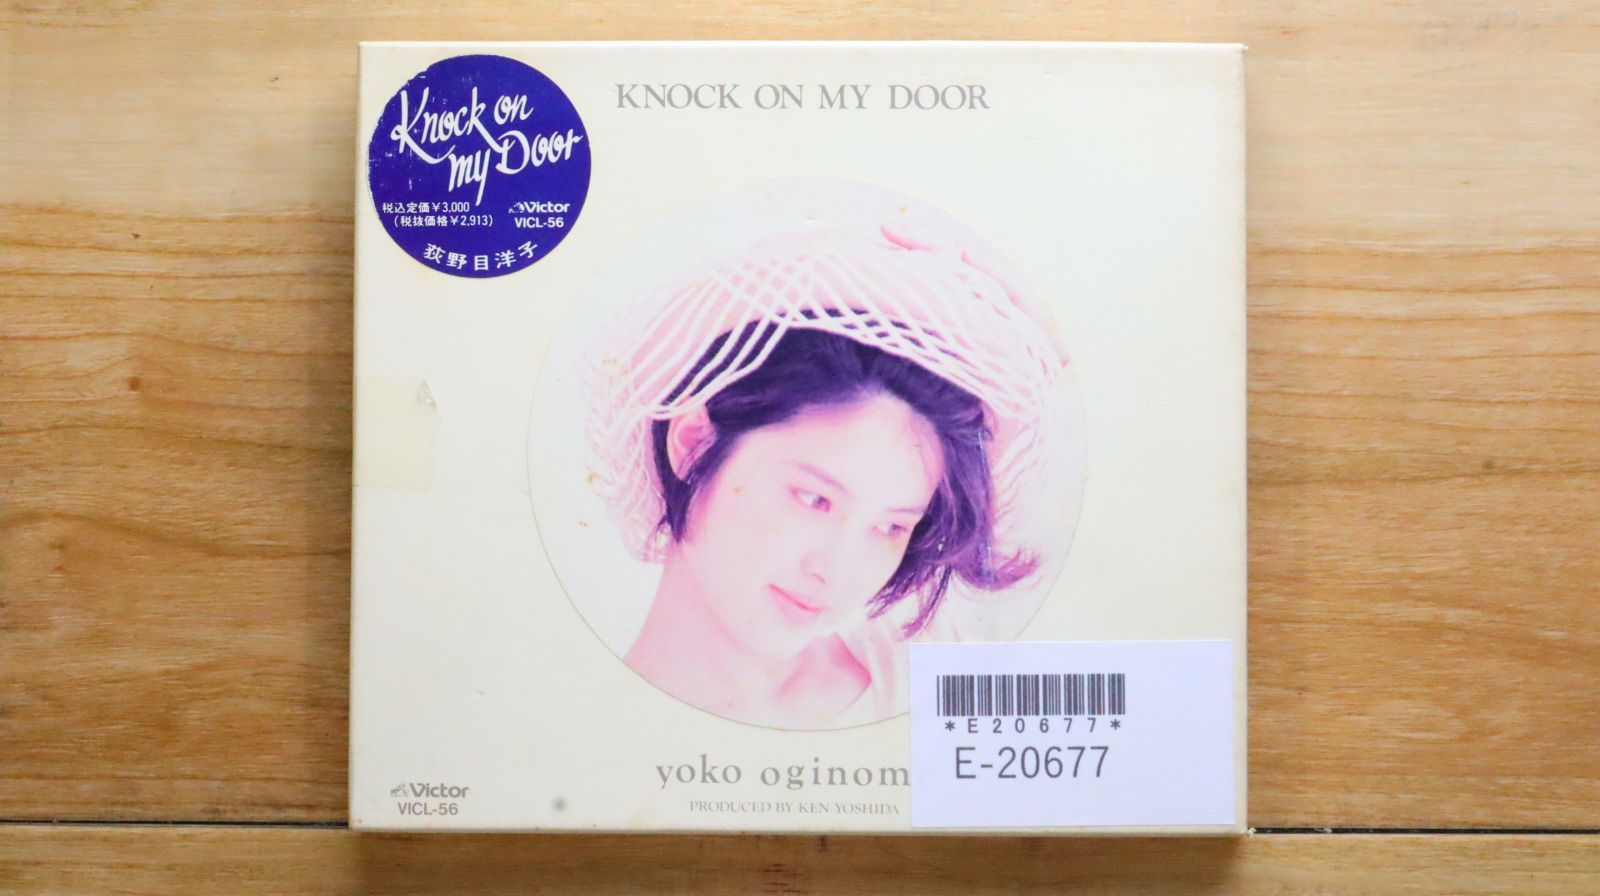 Knock on
my Door
税込定価￥3,000
(税抜価格￥2,913)
Victor
VICL-56
荻野目洋子
KNOCK ON MY DOOR
yoko oginom
PRODUCED BY KEN YOSHIDA
Victor
VICL-56
*E20677*
E-20677